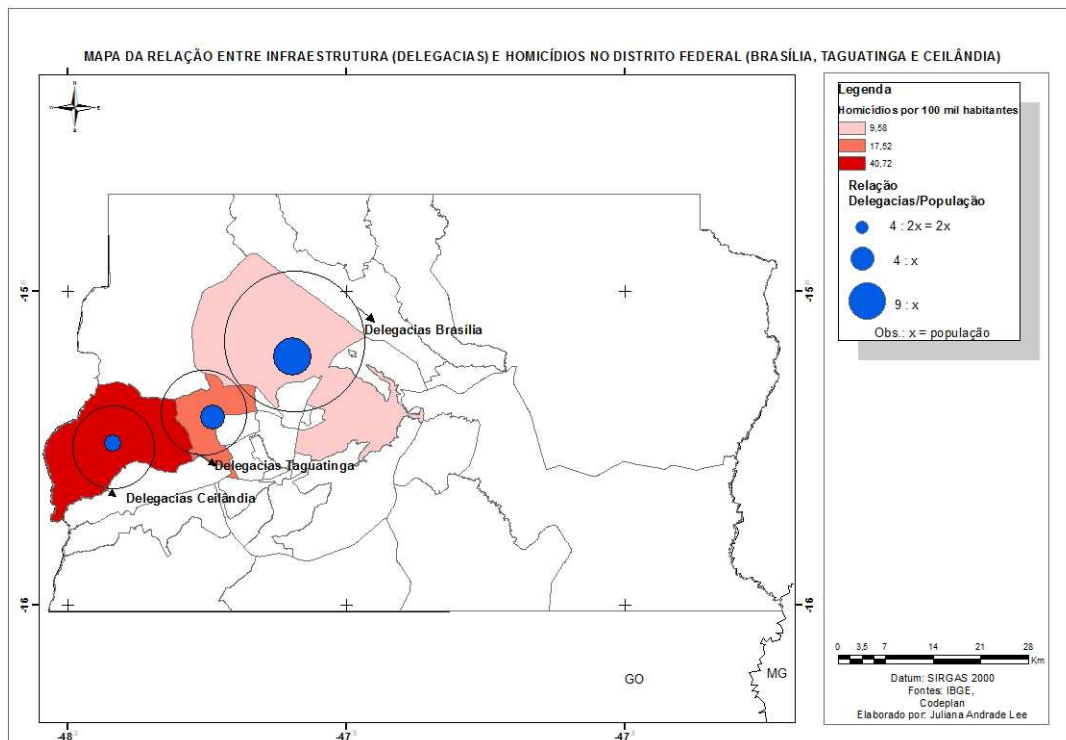 MAPA DA RELAÇÃO ENTRE INFRAESTRUTURA (DELEGACIAS) E HOMICÍDIOS NO DISTRITO FEDERAL (BRASÍLIA, TAGUATINGA E CEILÂNDIA)
N
W E
S
Delegacias Brasília
Delegacias Taguatinga
Delegacias Ceilândia
-15
-16
-15
-16
GO
MG
Legenda
Homicídios por 100 mil habitantes
9,58
17,52
40,72
Relação
Delegacias/População
4 : 2x = 2x
4 : x
9 : x
Obs.: x = população
0 3,5 7 14 21 28
Km
Datum: SIRGAS 2000
Fontes: IBGE,
Codeplan
Elaborado por: Juliana Andrade Lee